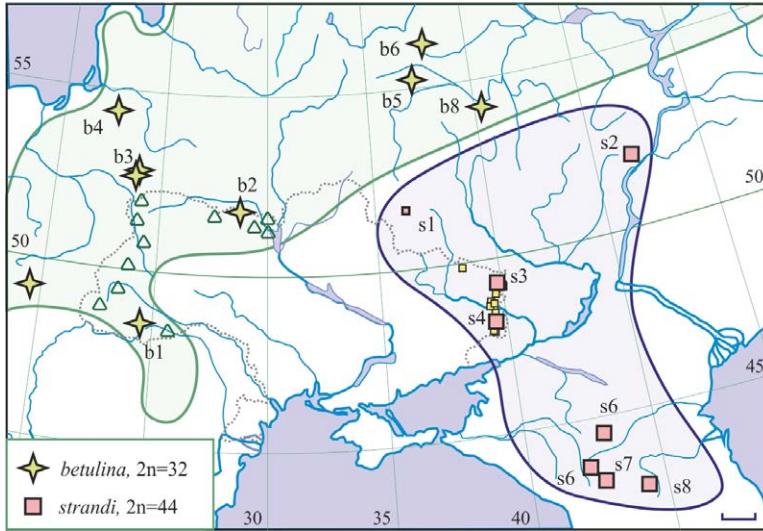 b6
55
b5
b8
b4
s2
b3
b2
50
s1
50
s3
s4
b1
45
s6
s6
s7
s8
betulina, 2n=32
strandi, 2n=44
30
35
40